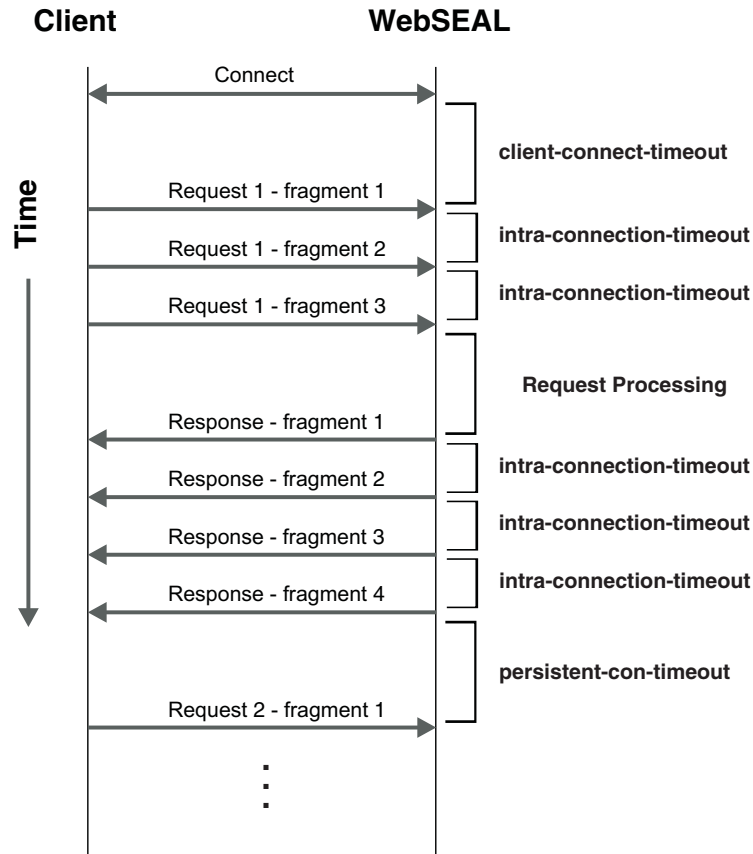 Client
WebSEAL
Connect
client-connect-timeout
Time
Request 1 - fragment 1
intra-connection-timeout
Request 1 - fragment 2
intra-connection-timeout
Request 1 - fragment 3
Request Processing
Response - fragment 1
intra-connection-timeout
Response - fragment 2
intra-connection-timeout
Response - fragment 3
intra-connection-timeout
Response - fragment 4
persistent-con-timeout
Request 2 - fragment 1